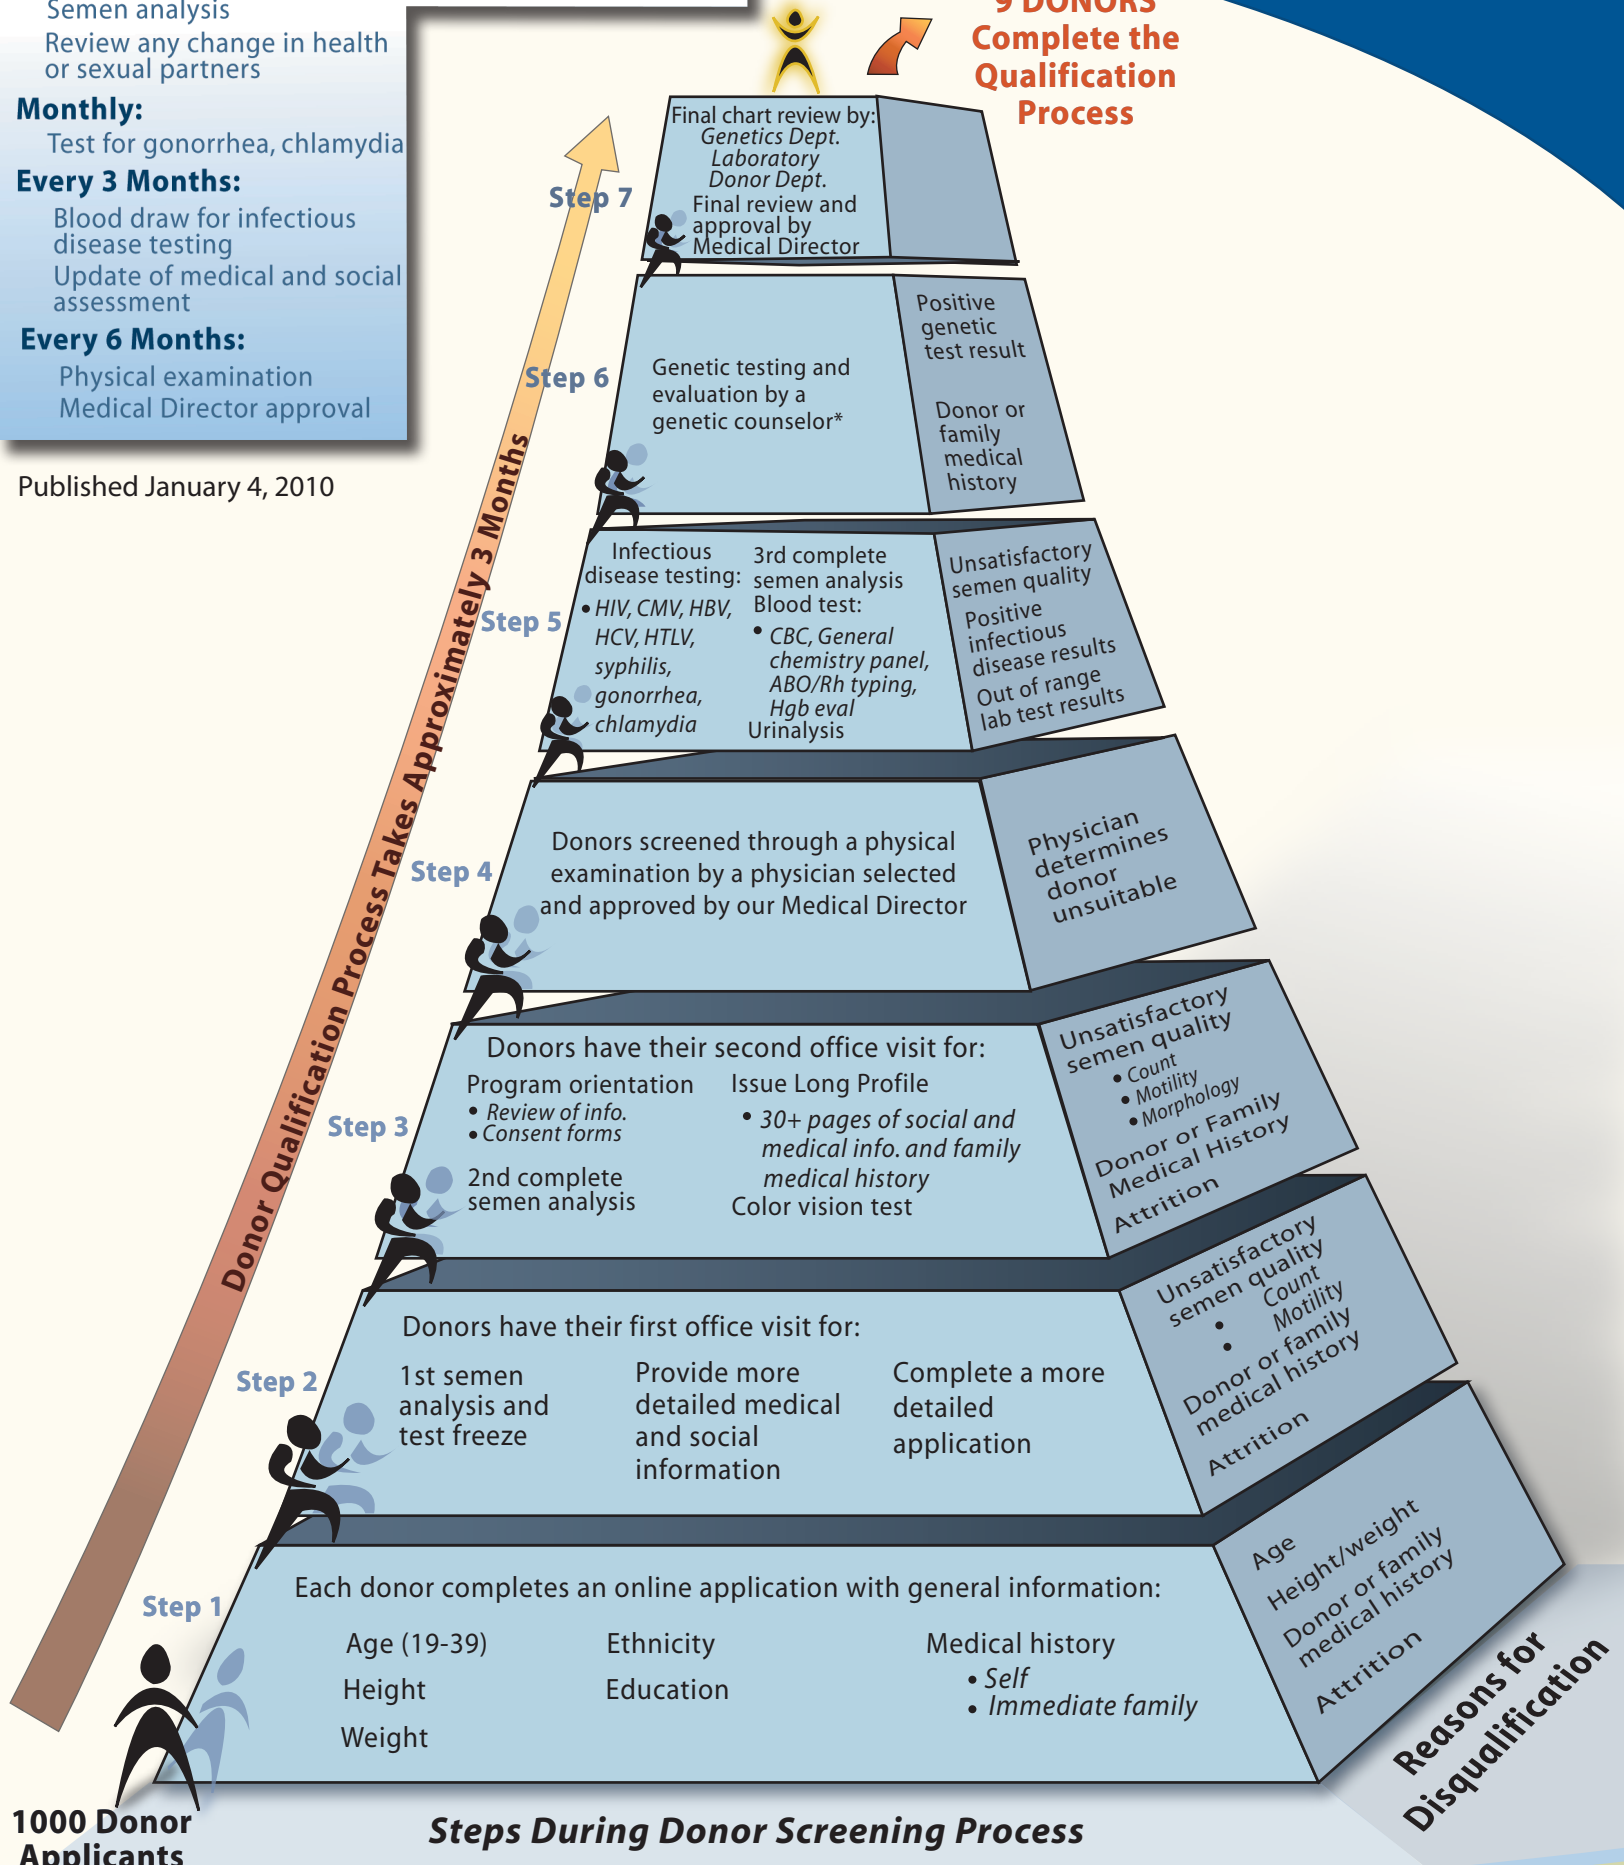 Semen analysis
Review any change in health
or sexual partners
Monthly:
Test for gonorrhea, chlamydia
Every 3 Months:
Blood draw for infectious
disease testing
Update of medical and social
assessment
Every 6 Months:
Physical examination
Medical Director approval
Published January 4, 2010
9 DONORS
Complete the
Qualification
Process
Donor Qualification Process Takes Approximately 3 Months
Step 7
Final chart review by:
Genetics Dept.
Laboratory
Donor Dept.
Final review and
approval by
Medical Director
Step 6
Genetic testing and
evaluation by a
genetic counselor*
Positive
genetic
test result
Donor or
family
medical
history
Step 5
Infectious
disease testing:
• HIV, CMV, HBV,
HCV, HTLV,
syphilis,
gonorrhea,
chlamydia
3rd complete
semen analysis
Blood test:
• CBC, General
chemistry panel,
ABO/Rh typing,
Hgb eval
Urinalysis
Unsatisfactory
semen quality
Positive
infectious
disease results
Out of range
lab test results
Step 4
Donors screened through a physical
examination by a physician selected
and approved by our Medical Director
Physician
determines
donor
unsuitable
Step 3
Donors have their second office visit for:
Program orientation
• Review of info.
• Consent forms
2nd complete
semen analysis
Issue Long Profile
• 30+ pages of social and
medical info. and family
medical history
Color vision test
Unsatisfactory
semen quality
• Count
• Motility
• Morphology
Donor or Family
Medical History
Attrition
Step 2
Donors have their first office visit for:
1st semen
analysis and
test freeze
Provide more
detailed medical
and social
information
Complete a more
detailed
application
Unsatisfactory
semen quality
• Count
• Motility
Donor or family
medical history
Attrition
Step 1
Each donor completes an online application with general information:
Age (19-39)
Height
Weight
Ethnicity
Education
Medical history
• Self
• Immediate family
Age
Height/weight
Donor or family
medical history
Attrition
Reasons for
Disqualification
1000 Donor
Applicants
Steps During Donor Screening Process